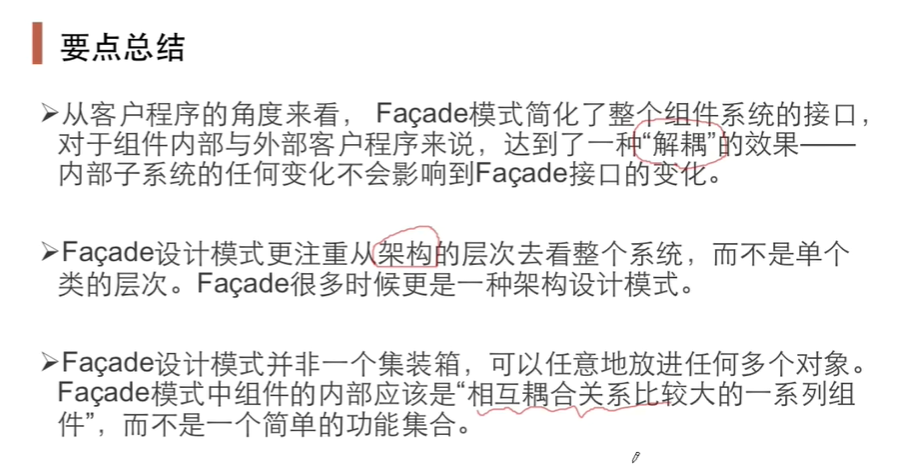 要点总结
➢从客户程序的角度来看， Façade模式简化了整个组件系统的接口，
对于组件内部与外部客户程序来说，达到了一种“解耦”的效果——
内部子系统的任何变化不会影响到Façade接口的变化。
➢Façade设计模式更注重从架构的层次去看整个系统，而不是单个
类的层次。Façade很多时候更是一种架构设计模式。
➢Façade设计模式并非一个集装箱，可以任意地放进任何多个对象。
Façade模式中组件的内部应该是“相互耦合关系比较大的一系列组
件”，而不是一个简单的功能集合。